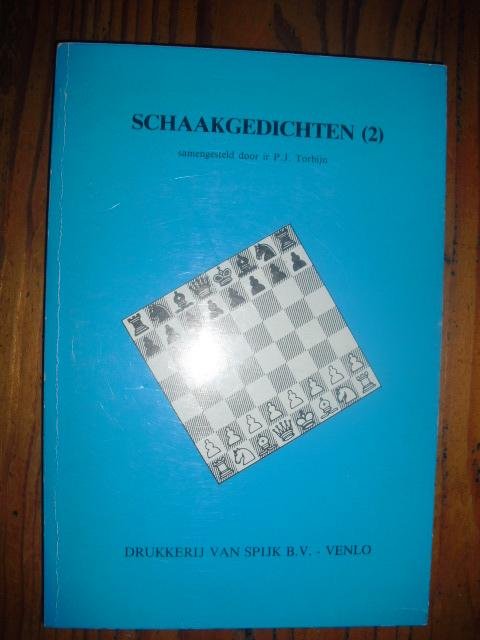 SCHAAKGEDICHTEN (2)
samengesteld door ir P.J. Torbijn
DRUKKERIJ VAN SPIJK B.V. - VENLO